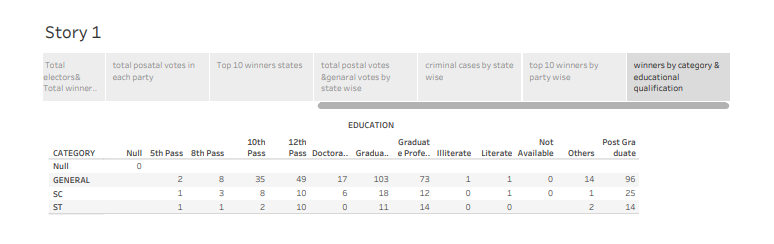 Story 1
Total electors& Total winner..
total posatal votes in each party
Top 10 winners states
total postal votes &genaral votes by state wise
criminal cases by state wise
top 10 winners by party wise
winners by category & educational qualification
EDUCATION
CATEGORY Null 5th Pass 8th Pass 10th Pass 12th Pass Doctora.. Gradua.. Graduat e Profe.. Illiterate Literate Not Available Others Post Gra duate
Null 0
GENERAL 2 8 35 49 17 103 73 1 1 0 14 96
SC 1 3 8 10 6 18 12 0 1 0 1 25
ST 1 1 2 10 0 11 14 0 0 2 14